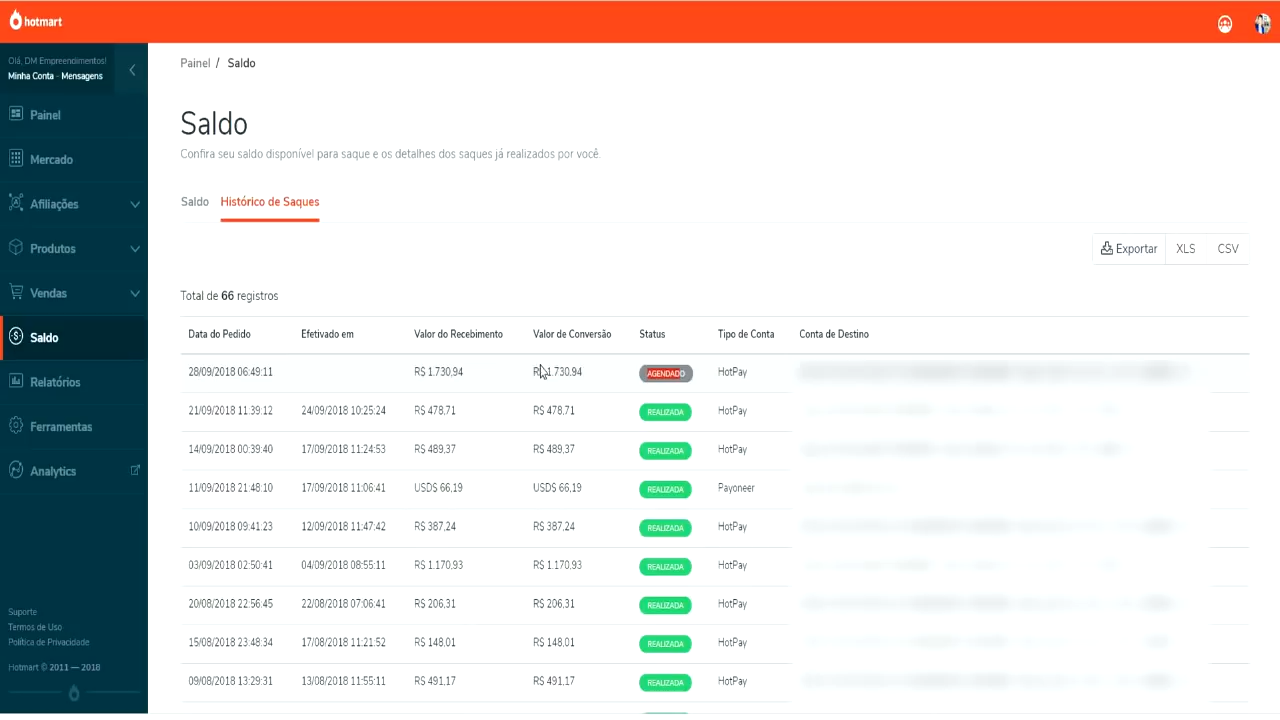 hotmart
Olá, DM Empreendimentos!
Minha Conta - Mensagens
Painel
Mercado
Afiliações
Produtos
Vendas
Saldo
Relatórios
Ferramentas
Analytics
Suporte
Termos de Uso
Política de Privacidade
Hotmart © 2011 — 2018
Painel / Saldo
Saldo
Confira seu saldo disponível para saque e os detalhes dos saques já realizados por você.
Saldo Histórico de Saques
Exportar XLS CSV
Total de 66 registros
Data do Pedido Efetivado em Valor do Recebimento Valor de Conversão Status Tipo de Conta Conta de Destino
28/09/2018 06:49:11 R$ 1.730,94 R$ 1.730,94 AGENDADO HotPay
21/09/2018 11:39:12 24/09/2018 10:25:24 R$ 478,71 R$ 478,71 REALIZADA HotPay
14/09/2018 00:39:40 17/09/2018 11:24:53 R$ 489,37 R$ 489,37 REALIZADA HotPay
11/09/2018 21:48:10 17/09/2018 11:06:41 USD$ 66,19 USD$ 66,19 REALIZADA Payoneer
10/09/2018 09:41:23 12/09/2018 11:47:42 R$ 387,24 R$ 387,24 REALIZADA HotPay
03/09/2018 02:50:41 04/09/2018 08:55:11 R$ 1.170,93 R$ 1.170,93 REALIZADA HotPay
20/08/2018 22:56:45 22/08/2018 07:06:41 R$ 206,31 R$ 206,31 REALIZADA HotPay
15/08/2018 23:48:34 17/08/2018 11:21:52 R$ 148,01 R$ 148,01 REALIZADA HotPay
09/08/2018 13:29:31 13/08/2018 11:55:11 R$ 491,17 R$ 491,17 REALIZADA HotPay